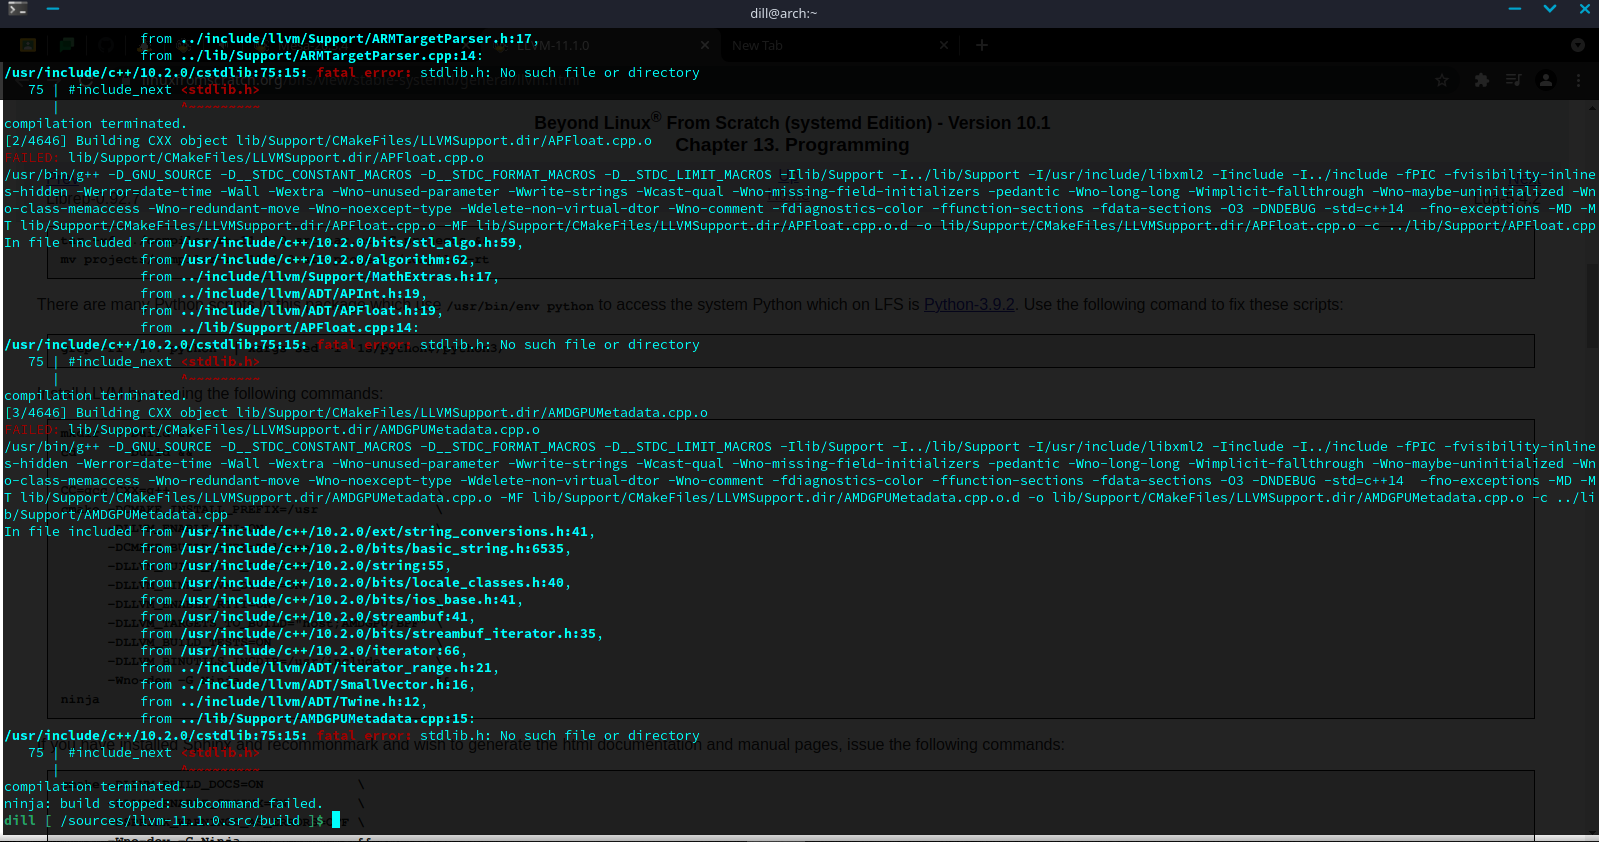 dill@arch:~
from ../include/llvm/Support/ARMTargetParser.h:17,
LLVM-11.1.0
New Tab
from ../lib/Support/ARMTargetParser.cpp:14:
/usr/include/c++/10.2.0/cstdlib:75:15: fatal error: stdlib.h: No such file or directory
75 | #include_next <stdlib.h>
| ^~~~~~~~~~
compilation terminated.
Beyond Linux® From Scratch (systemd Edition) - Version 10.1
[2/4646] Building CXX object lib/Support/CMakeFiles/LLVMSupport.dir/APFloat.cpp.o
Chapter 13. Programming
FAILED: lib/Support/CMakeFiles/LLVMSupport.dir/APFloat.cpp.o
/usr/bin/g++ -D_GNU_SOURCE -D__STDC_CONSTANT_MACROS -D__STDC_FORMAT_MACROS -D__STDC_LIMIT_MACROS -Ilib/Support -I../lib/Support -I/usr/include/libxml2 -Iinclude -I../include -fPIC -fvisibility-inline
s-hidden -Werror=date-time -Wall -Wextra -Wno-unused-parameter -Wwrite-strings -Wcast-qual -Wno-missing-field-initializers -pedantic -Wno-long-long -Wimplicit-fallthrough -Wno-maybe-uninitialized -Wn
o-class-memaccess -Wno-redundant-move -Wno-noexcept-type -Wdelete-non-virtual-dtor -Wno-comment -fdiagnostics-color -ffunction-sections -fdata-sections -O3 -DNDEBUG -std=c++14  -fno-exceptions -MD -M
T lib/Support/CMakeFiles/LLVMSupport.dir/APFloat.cpp.o -MF lib/Support/CMakeFiles/LLVMSupport.dir/APFloat.cpp.o.d -o lib/Support/CMakeFiles/LLVMSupport.dir/APFloat.cpp.o -c ../lib/Support/APFloat.cpp
In file included from /usr/include/c++/10.2.0/bits/stl_algo.h:59,
from /usr/include/c++/10.2.0/algorithm:62,
from ../include/llvm/Support/MathExtras.h:17,
from ../include/llvm/ADT/APInt.h:19,
There are many Python scripts in this package which use /usr/bin/env python to access the system Python which on LFS is Python-3.9.2. Use the following comand to fix these scripts:
from ../include/llvm/ADT/APFloat.h:19,
from ../lib/Support/APFloat.cpp:14:
/usr/include/c++/10.2.0/cstdlib:75:15: fatal error: stdlib.h: No such file or directory
75 | #include_next <stdlib.h>
| ^~~~~~~~~~
Install LLVM by running the following commands:
compilation terminated.
[3/4646] Building CXX object lib/Support/CMakeFiles/LLVMSupport.dir/AMDGPUMetadata.cpp.o
FAILED: lib/Support/CMakeFiles/LLVMSupport.dir/AMDGPUMetadata.cpp.o
/usr/bin/g++ -D_GNU_SOURCE -D__STDC_CONSTANT_MACROS -D__STDC_FORMAT_MACROS -D__STDC_LIMIT_MACROS -Ilib/Support -I../lib/Support -I/usr/include/libxml2 -Iinclude -I../include -fPIC -fvisibility-inline
s-hidden -Werror=date-time -Wall -Wextra -Wno-unused-parameter -Wwrite-strings -Wcast-qual -Wno-missing-field-initializers -pedantic -Wno-long-long -Wimplicit-fallthrough -Wno-maybe-uninitialized -Wn
o-class-memaccess -Wno-redundant-move -Wno-noexcept-type -Wdelete-non-virtual-dtor -Wno-comment -fdiagnostics-color -ffunction-sections -fdata-sections -O3 -DNDEBUG -std=c++14  -fno-exceptions -MD -M
T lib/Support/CMakeFiles/LLVMSupport.dir/AMDGPUMetadata.cpp.o -MF lib/Support/CMakeFiles/LLVMSupport.dir/AMDGPUMetadata.cpp.o.d -o lib/Support/CMakeFiles/LLVMSupport.dir/AMDGPUMetadata.cpp.o -c ../li
b/Support/AMDGPUMetadata.cpp
In file included from /usr/include/c++/10.2.0/ext/string_conversions.h:41,
from /usr/include/c++/10.2.0/bits/basic_string.h:6535,
from /usr/include/c++/10.2.0/string:55,
from /usr/include/c++/10.2.0/bits/locale_classes.h:40,
from /usr/include/c++/10.2.0/bits/ios_base.h:41,
from /usr/include/c++/10.2.0/streambuf:41,
from /usr/include/c++/10.2.0/bits/streambuf_iterator.h:35,
from /usr/include/c++/10.2.0/iterator:66,
from ../include/llvm/ADT/iterator_range.h:21,
from ../include/llvm/ADT/SmallVector.h:16,
ninja
from ../include/llvm/ADT/Twine.h:12,
from ../lib/Support/AMDGPUMetadata.cpp:15:
/usr/include/c++/10.2.0/cstdlib:75:15: fatal error: stdlib.h: No such file or directory
If you have installed Sphinx and recommonmark and wish to generate the html documentation and manual pages, issue the following commands:
75 | #include_next <stdlib.h>
| ^~~~~~~~~~
compilation terminated.
ninja: build stopped: subcommand failed.
dill [ /sources/llvm-11.1.0.src/build ]$